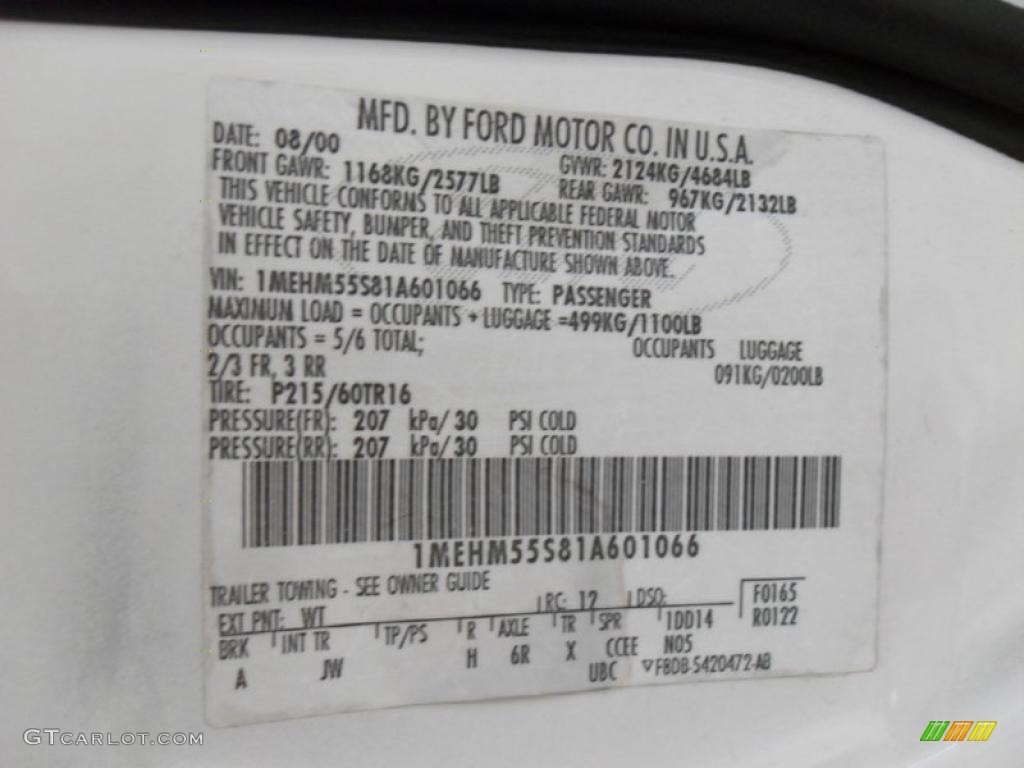 MFD. BY FORD MOTOR CO. IN U.S.A.
DATE: 08/00 GVWR: 2124KG/4684LB
FRONT GAWR: 1168KG/2577LB REAR GAWR: 967KG/2132LB
THIS VEHICLE CONFORMS TO ALL APPLICABLE FEDERAL MOTOR
VEHICLE SAFETY, BUMPER, AND THEFT PREVENTION STANDARDS
IN EFFECT ON THE DATE OF MANUFACTURE SHOWN ABOVE.
VIN: 1MEHM55S81A601066 TYPE: PASSENGER
MAXIMUM LOAD = OCCUPANTS + LUGGAGE =499KG/1100LB
OCCUPANTS = 5/6 TOTAL; OCCUPANTS LUGGAGE
2/3 FR, 3 RR 091KG/0200LB
TIRE: P215/60TR16
PRESSURE(FR): 207 kPa/ 30 PSI COLD
PRESSURE(RR): 207 kPa/ 30 PSI COLD
1MEHM55S81A601066
TRAILER TOWING - SEE OWNER GUIDE
EXT PNT: WT RC: 12 DSO: F0165
BRK INT TR TP/PS R AXLE TR SPR 1DD14 R0122
A JW H 6R X CCEE N05
UBC ▽F8DB-5420472-AB
GTCARLOT.COM